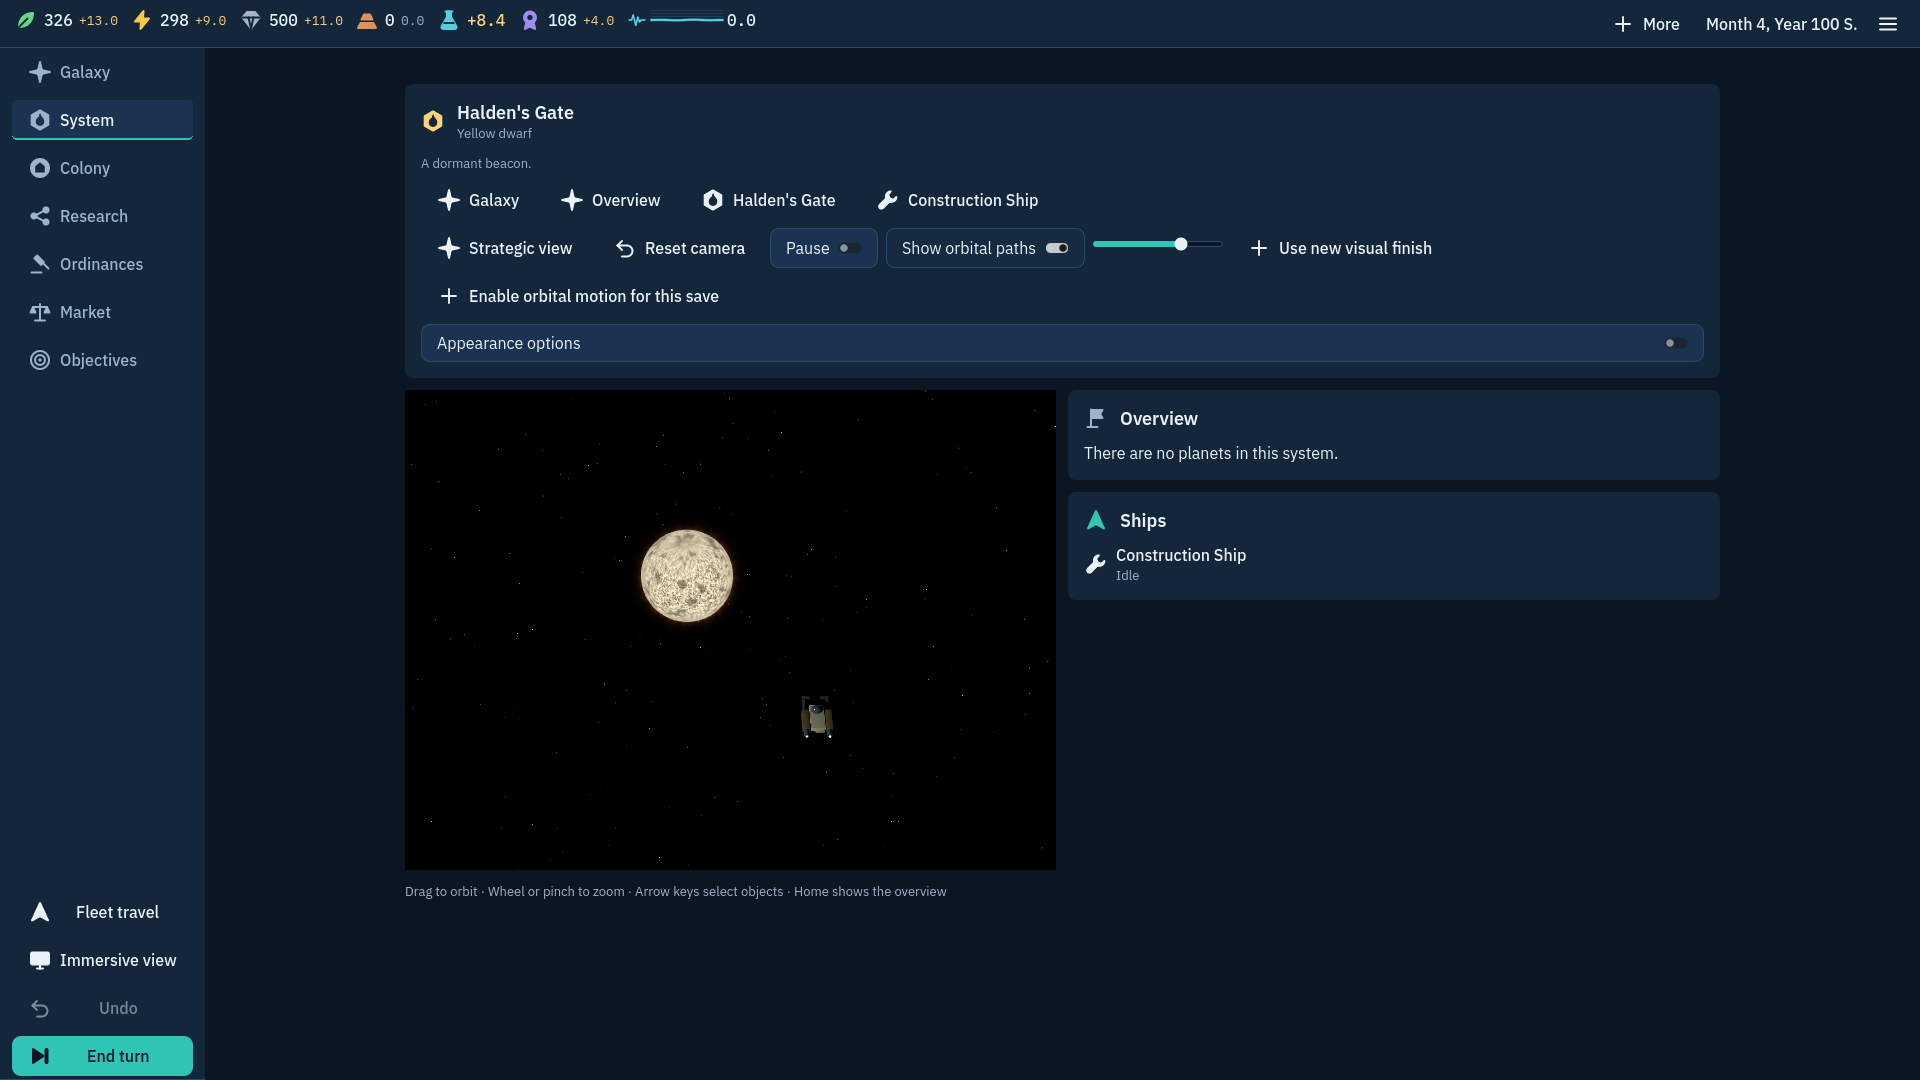 326 +13.0 298 +9.0 500 +11.0 0 0.0 +8.4 108 +4.0 0.0 More Month 4, Year 100 S.
Galaxy
System
Colony
Research
Ordinances
Market
Objectives
Fleet travel
Immersive view
Undo
End turn
Halden's Gate
Yellow dwarf
A dormant beacon.
Galaxy Overview Halden's Gate Construction Ship
Strategic view Reset camera Pause Show orbital paths Use new visual finish
Enable orbital motion for this save
Appearance options
Drag to orbit · Wheel or pinch to zoom · Arrow keys select objects · Home shows the overview
Overview
There are no planets in this system.
Ships
Construction Ship
Idle